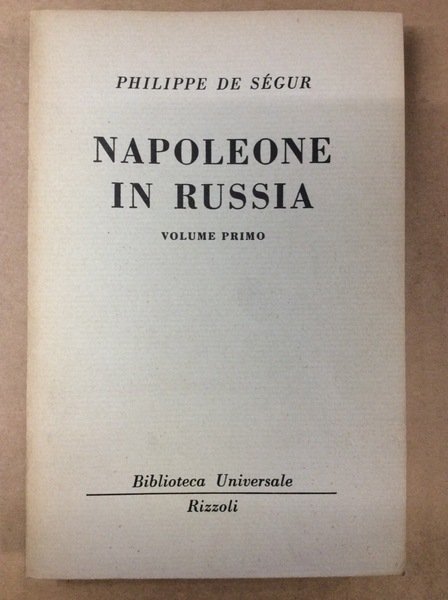 PHILIPPE DE SÉGUR
NAPOLEONE
IN RUSSIA
VOLUME PRIMO
Biblioteca Universale
Rizzoli